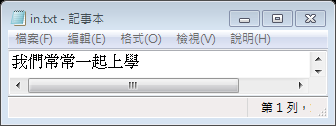 in.txt - 記事本
檔案(F) 編輯(E) 格式(O) 檢視(V) 說明(H)
我們常常一起上學
第 1 列，